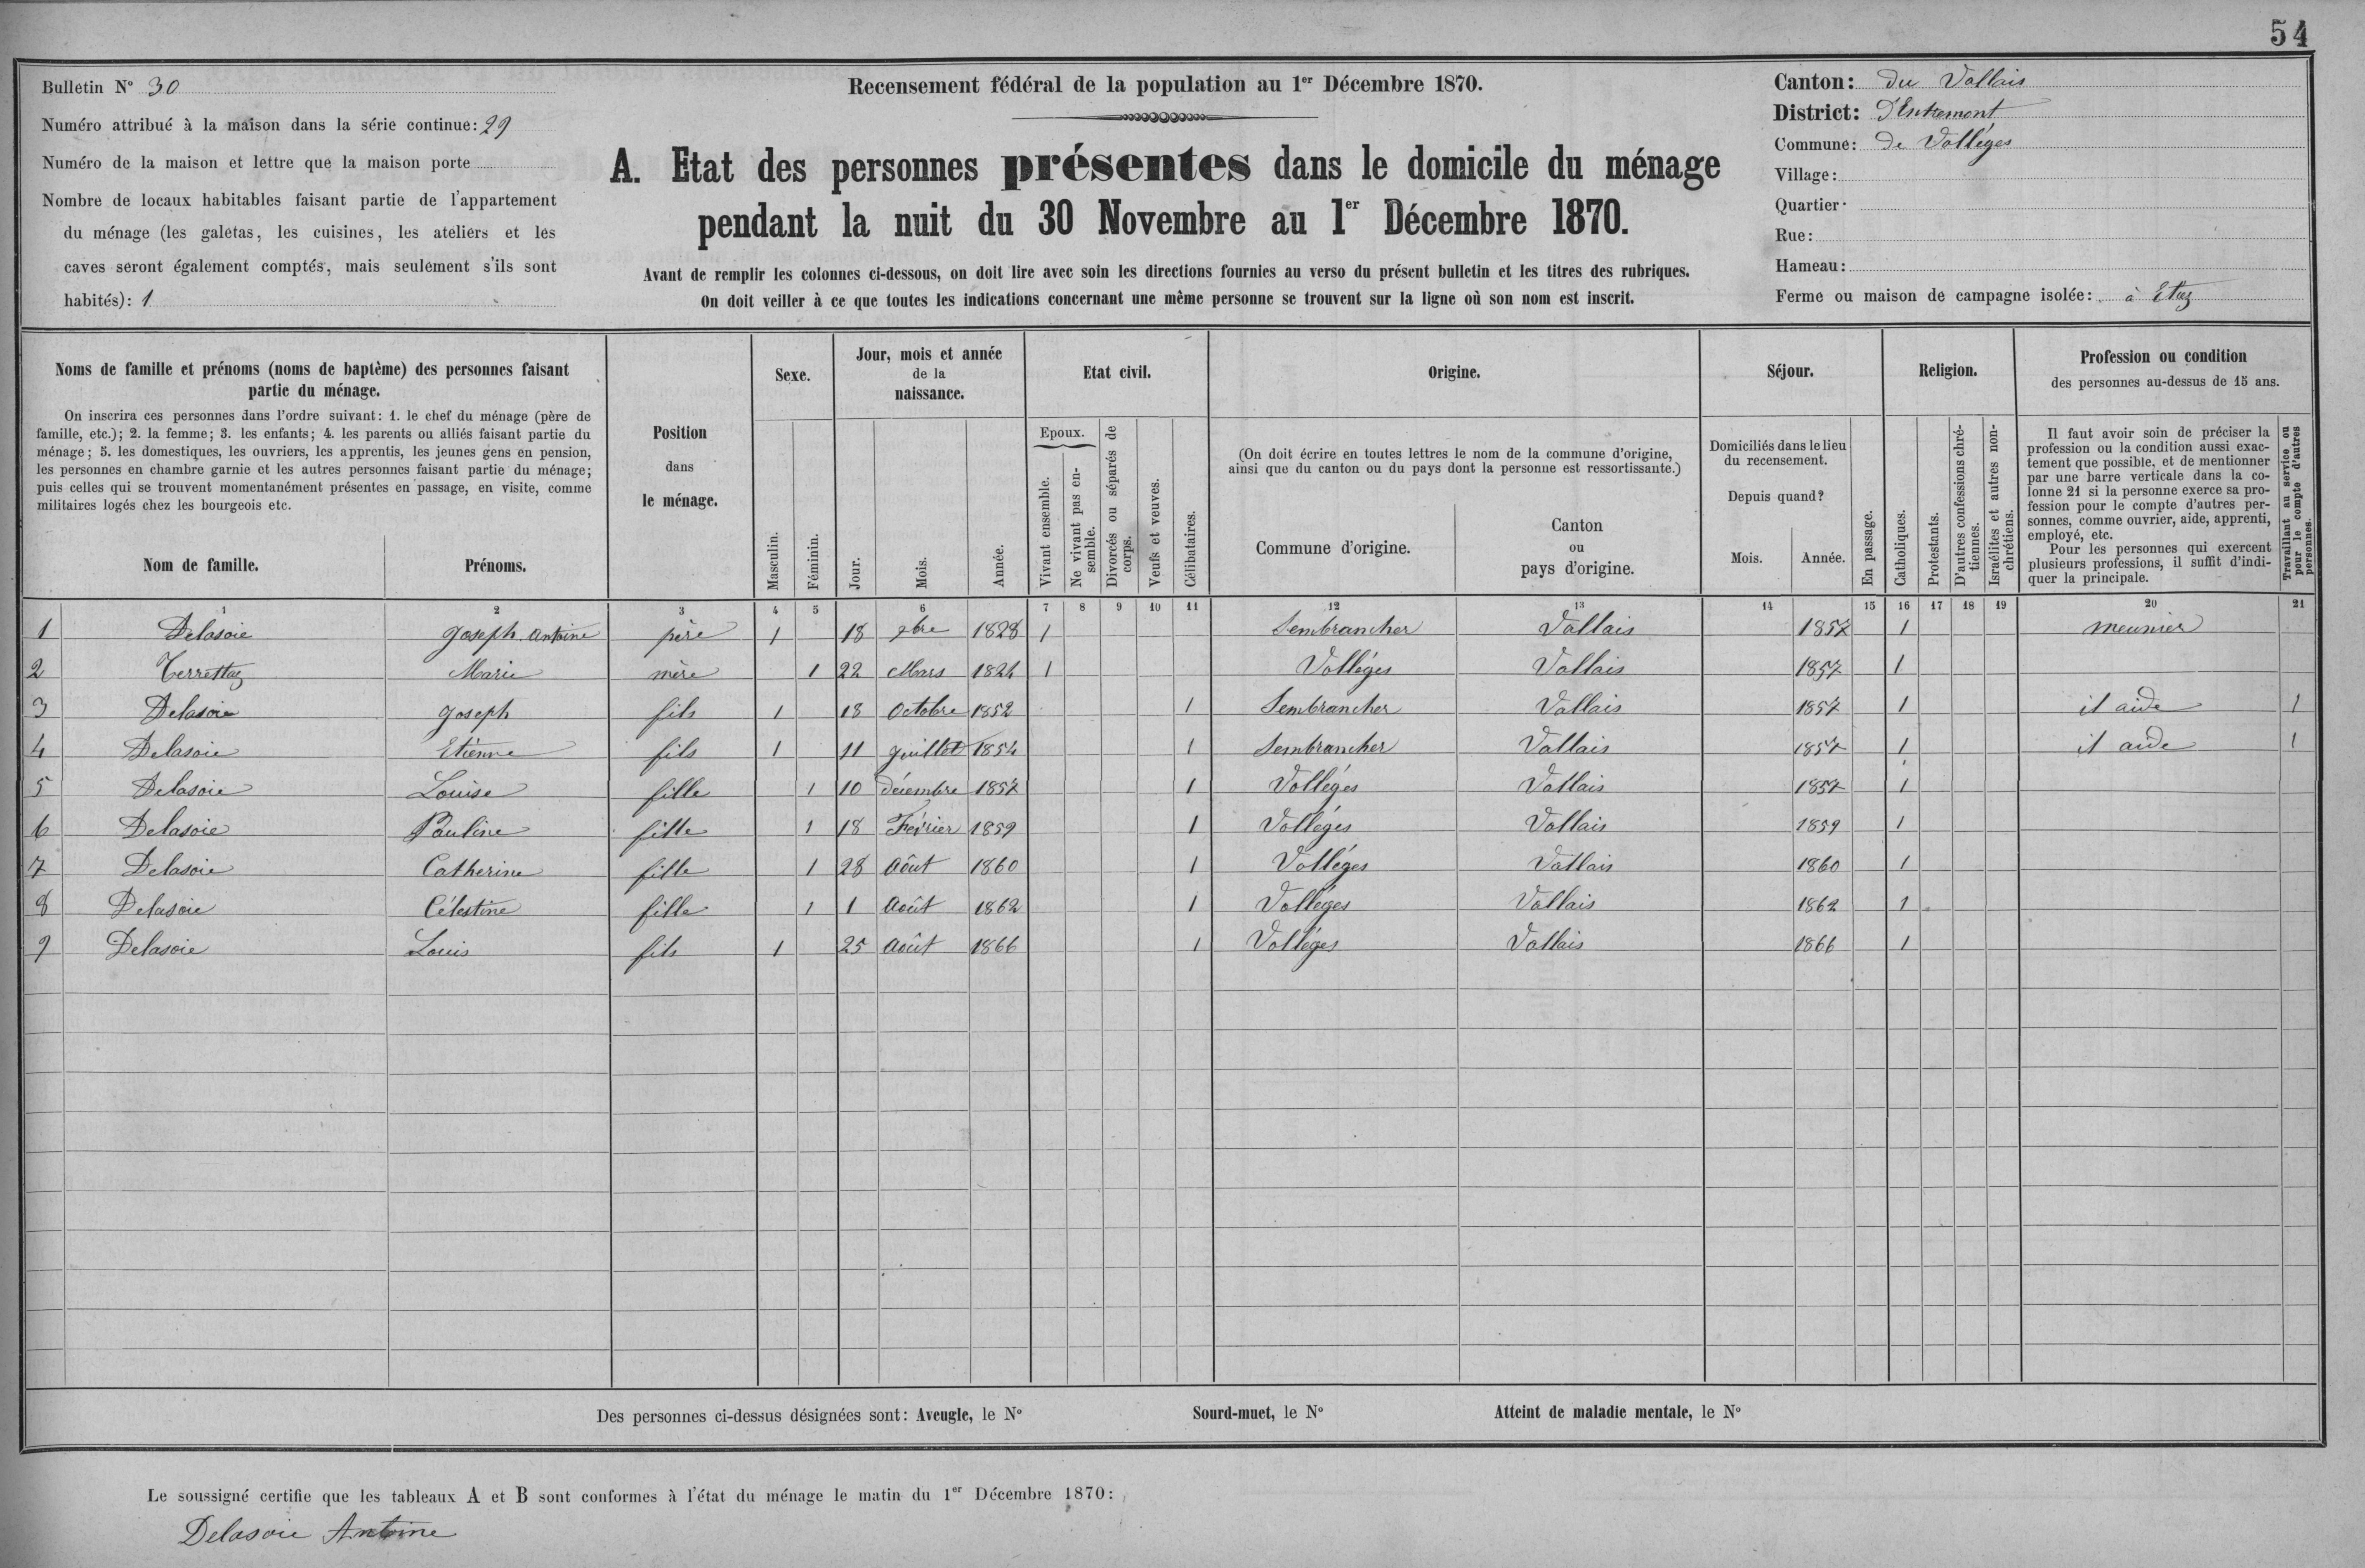 54
Bulletin Nº 30
Numéro attribué à la maison dans la série continue: 29
Numéro de la maison et lettre que la maison porte
Nombre de locaux habitables faisant partie de l'appartement
du ménage (les galetas, les cuisines, les ateliers et les
caves seront également comptés, mais seulement s'ils sont
habités): 1
Recensement fédéral de la population au 1er Décembre 1870.
A. Etat des personnes présentes dans le domicile du ménage
pendant la nuit du 30 Novembre au 1er Décembre 1870.
Avant de remplir les colonnes ci-dessous, on doit lire avec soin les directions fournies au verso du présent bulletin et les titres des rubriques.
On doit veiller à ce que toutes les indications concernant une même personne se trouvent sur la ligne où son nom est inscrit.
Canton: du Vallais
District: D'Entremont
Commune: de Vollèges
Village:
Quartier
Rue:
Hameau:
Ferme ou maison de campagne isolée: à Etiez
Noms de famille et prénoms (noms de baptème) des personnes faisant
partie du ménage.
On inscrira ces personnes dans l'ordre suivant: 1. le chef du ménage (père de
famille, etc.); 2. la femme; 3. les enfants; 4. les parents ou alliés faisant partie du
ménage; 5. les domestiques, les ouvriers, les apprentis, les jeunes gens en pension,
les personnes en chambre garnie et les autres personnes faisant partie du ménage;
puis celles qui se trouvent momentanément présentes en passage, en visite, comme
militaires logés chez les bourgeois etc.
Nom de famille.
Prénoms.
Position
dans
le ménage.
Sexe.
Masculin.
Féminin.
Jour, mois et année
de la
naissance.
Jour.
Mois.
Année.
Etat civil.
Epoux.
Vivant ensemble.
Ne vivant pas en-
semble.
Divorcés ou séparés de
corps.
Veufs et veuves.
Célibataires.
Origine.
(On doit écrire en toutes lettres le nom de la commune d'origine,
ainsi que du canton ou du pays dont la personne est ressortissante.)
Commune d'origine.
Canton
ou
pays d'origine.
Séjour.
Domiciliés dans le lieu
du recensement.
Depuis quand?
Mois.
Année.
En passage.
Religion.
Catholiques.
Protestants.
D'autres confessions chré-
tiennes.
Israélites et autres non-
chrétiens.
Profession ou condition
des personnes au-dessus de 15 ans.
Il faut avoir soin de préciser la
profession ou la condition aussi exac-
tement que possible, et de mentionner
par une barre verticale dans la co-
lonne 21 si la personne exerce sa pro-
fession pour le compte d'autres per-
sonnes, comme ouvrier, aide, apprenti,
employé, etc.
Pour les personnes qui exercent
plusieurs professions, il suffit d'indi-
quer la principale.
Travaillant au service ou
pour le compte d'autres
personnes.
1 2 3 4 5 6 7 8 9 10 11 12 13 14 15 16 17 18 19 20 21
1 Delasoie Joseph Antoine père 1 18 9bre 1828 1 Sembrancher Vallais 1857 1 meunier
2 Terrettaz Marie mère 1 22 Mars 1824 1 Vollèges Vallais 1857 1
3 Delasoie Joseph fils 1 18 Octobre 1852 1 Sembrancher Vallais 1857 1 il aide 1
4 Delasoie Etienne fils 1 11 Juillet 1854 1 Sembrancher Vallais 1857 1 il aide 1
5 Delasoie Louise fille 1 10 décembre 1857 1 Volléges Vallais 1857 1
6 Delasoie Pauline fille 1 18 Février 1859 1 Volléges Vallais 1859 1
7 Delasoie Catherine fille 1 28 Août 1860 1 Volléges Vallais 1860 1
8 Delasoie Célestine fille 1 1 Août 1862 1 Volléges Vallais 1862 1
9 Delasoie Louis fils 1 25 Août 1866 1 Volléges Vallais 1866 1
Des personnes ci-dessus désignées sont: Aveugle, le Nº Sourd-muet, le Nº Atteint de maladie mentale, le Nº
Le soussigné certifie que les tableaux A et B sont conformes à l'état du ménage le matin du 1er Décembre 1870:
Delasoie Antoine